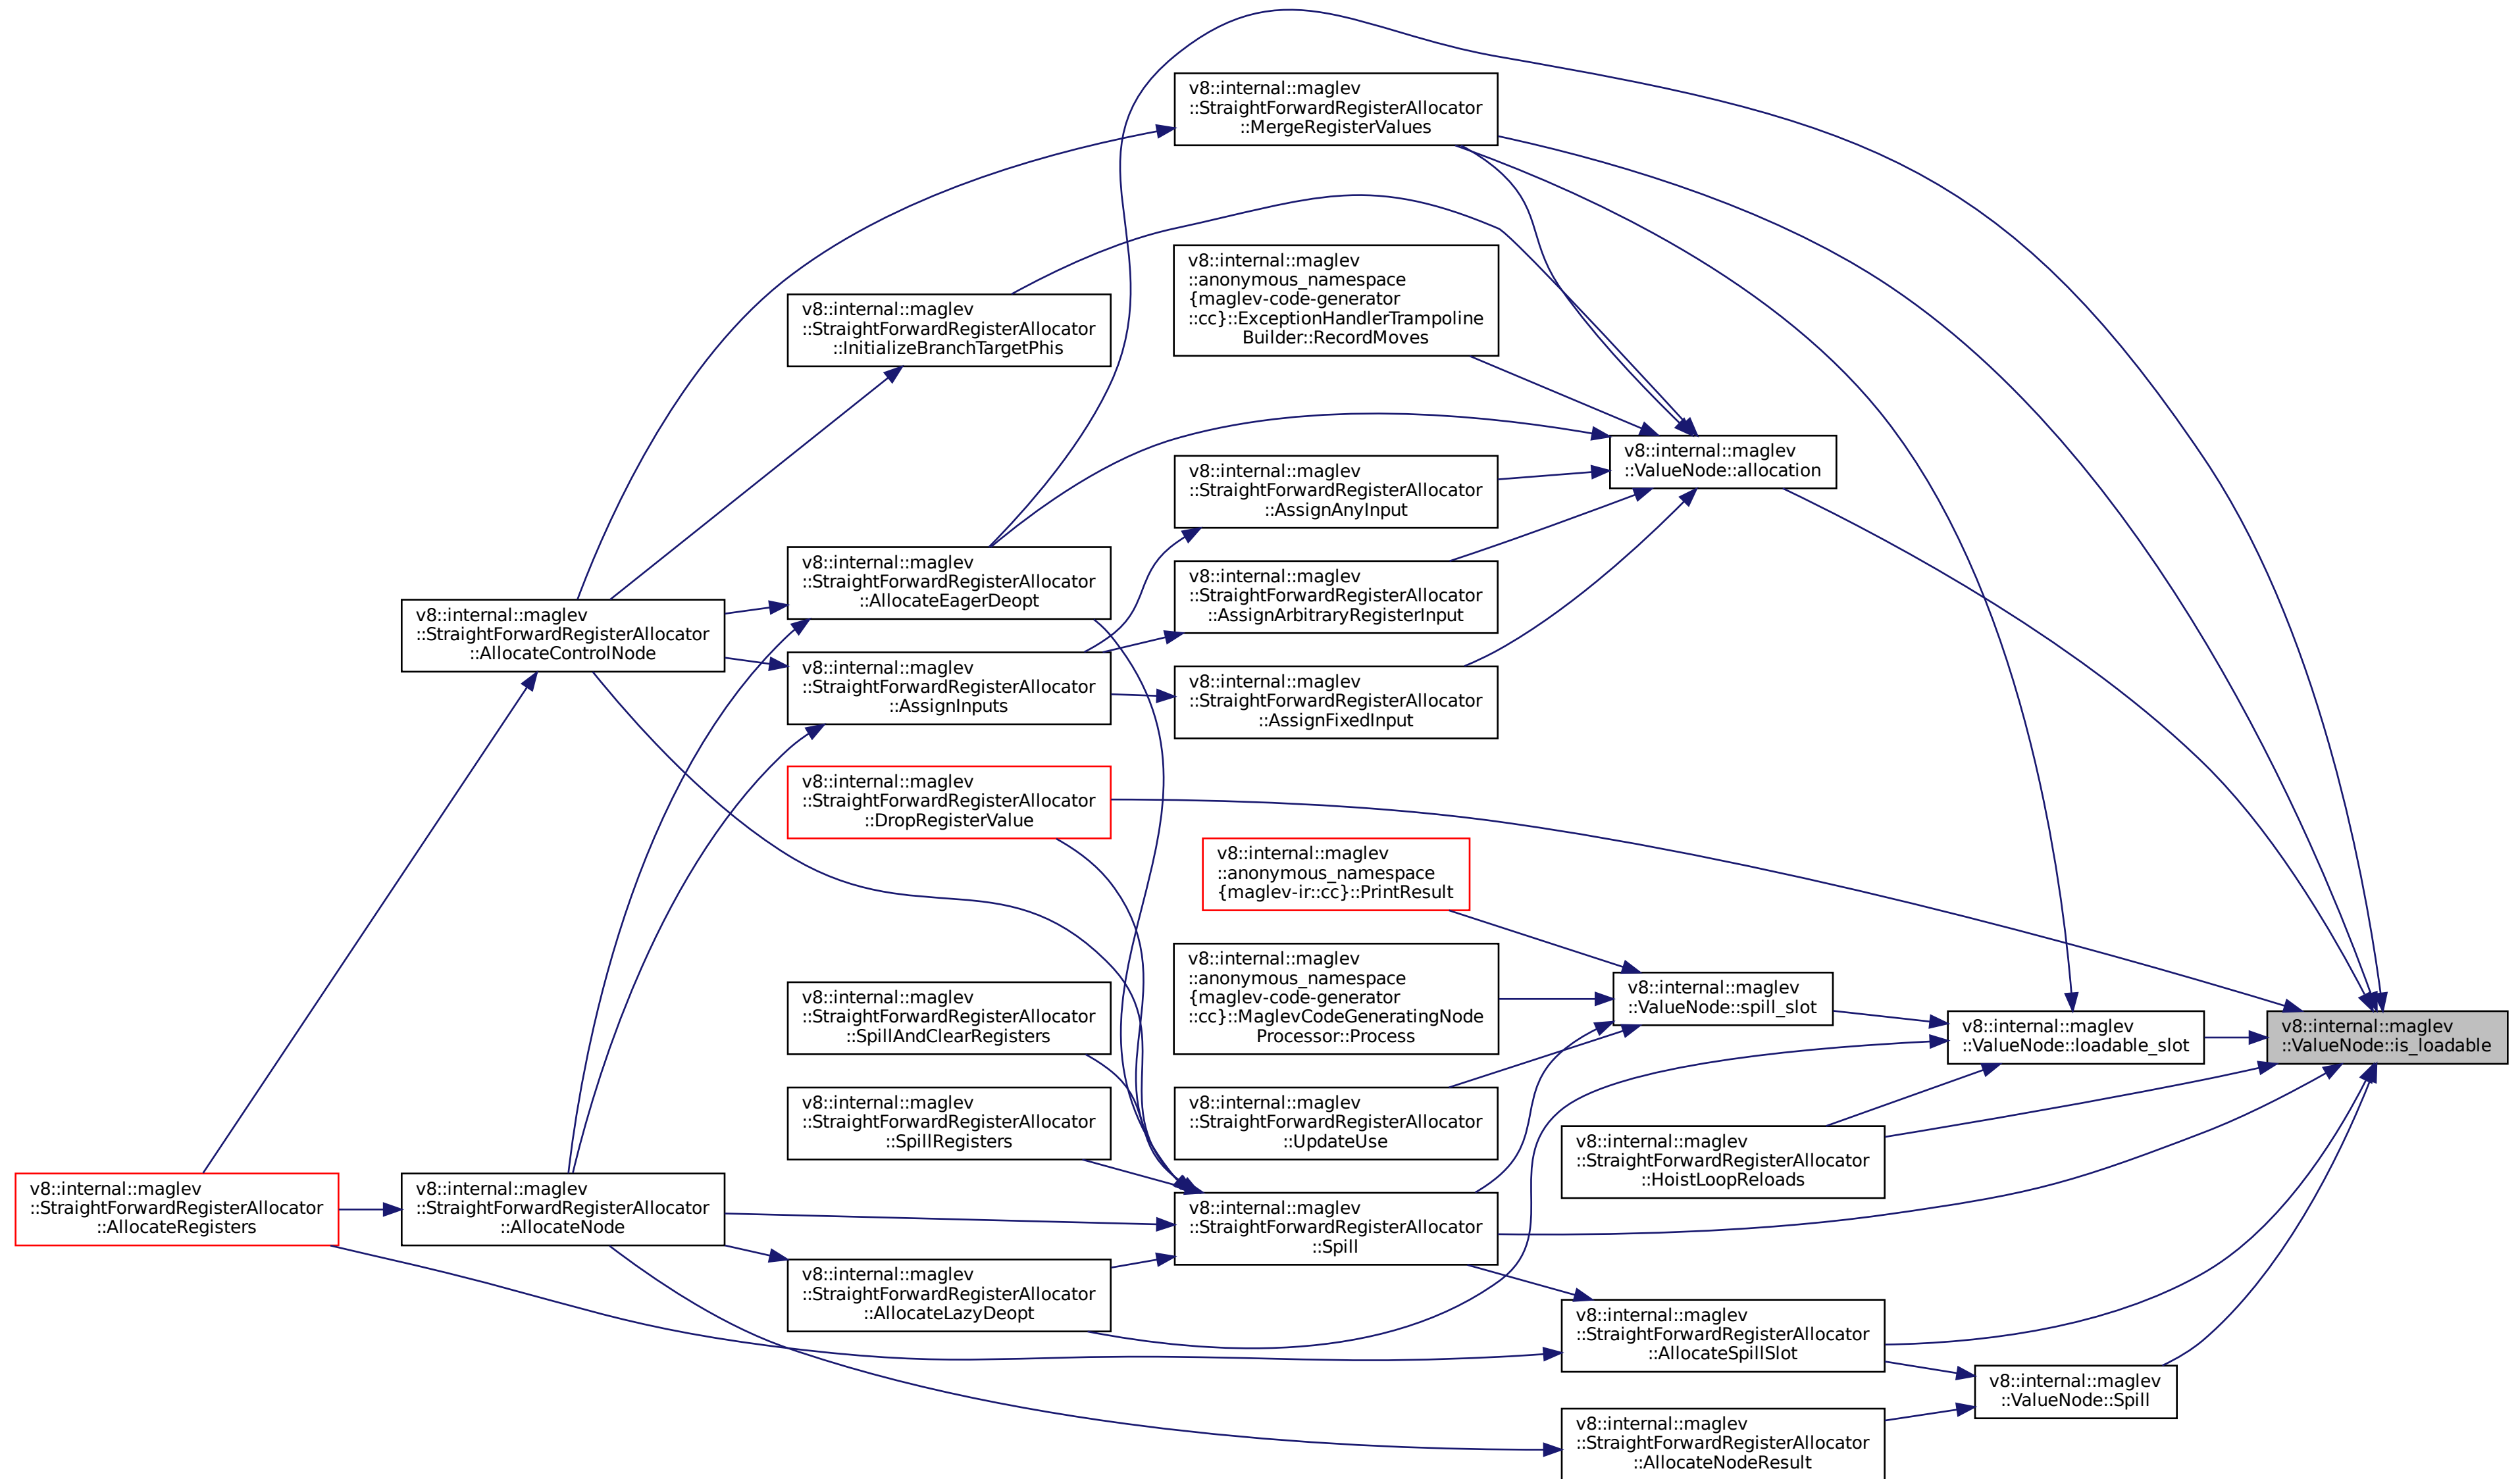 v8::internal::maglev
::StraightForwardRegisterAllocator
::MergeRegisterValues
v8::internal::maglev
::anonymous_namespace
{maglev-code-generator
::cc}::ExceptionHandlerTrampoline
Builder::RecordMoves
v8::internal::maglev
::StraightForwardRegisterAllocator
::InitializeBranchTargetPhis
v8::internal::maglev
::ValueNode::allocation
v8::internal::maglev
::StraightForwardRegisterAllocator
::AssignAnyInput
v8::internal::maglev
::StraightForwardRegisterAllocator
::AllocateEagerDeopt
v8::internal::maglev
::StraightForwardRegisterAllocator
::AssignArbitraryRegisterInput
v8::internal::maglev
::StraightForwardRegisterAllocator
::AllocateControlNode
v8::internal::maglev
::StraightForwardRegisterAllocator
::AssignInputs
v8::internal::maglev
::StraightForwardRegisterAllocator
::AssignFixedInput
v8::internal::maglev
::StraightForwardRegisterAllocator
::DropRegisterValue
v8::internal::maglev
::anonymous_namespace
{maglev-ir::cc}::PrintResult
v8::internal::maglev
::anonymous_namespace
{maglev-code-generator
::cc}::MaglevCodeGeneratingNode
Processor::Process
v8::internal::maglev
::ValueNode::spill_slot
v8::internal::maglev
::StraightForwardRegisterAllocator
::SpillAndClearRegisters
v8::internal::maglev
::ValueNode::loadable_slot
v8::internal::maglev
::ValueNode::is_loadable
v8::internal::maglev
::StraightForwardRegisterAllocator
::SpillRegisters
v8::internal::maglev
::StraightForwardRegisterAllocator
::UpdateUse
v8::internal::maglev
::StraightForwardRegisterAllocator
::HoistLoopReloads
v8::internal::maglev
::StraightForwardRegisterAllocator
::AllocateRegisters
v8::internal::maglev
::StraightForwardRegisterAllocator
::AllocateNode
v8::internal::maglev
::StraightForwardRegisterAllocator
::Spill
v8::internal::maglev
::StraightForwardRegisterAllocator
::AllocateLazyDeopt
v8::internal::maglev
::StraightForwardRegisterAllocator
::AllocateSpillSlot
v8::internal::maglev
::ValueNode::Spill
v8::internal::maglev
::StraightForwardRegisterAllocator
::AllocateNodeResult